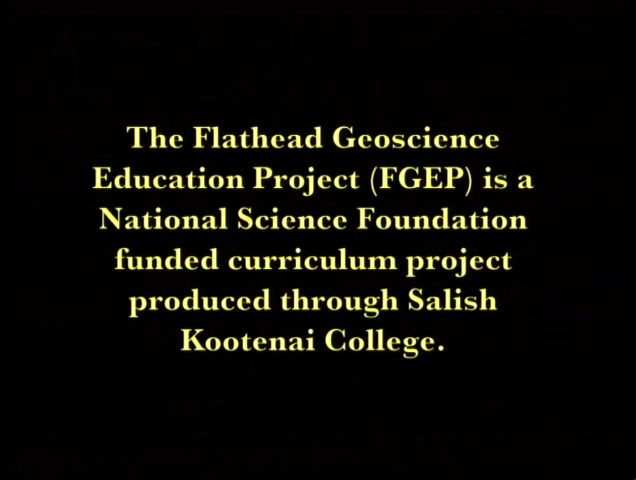 The Flathead Geoscience
Education Project (FGEP) is a
National Science Foundation
funded curriculum project
produced through Salish
Kootenai College.